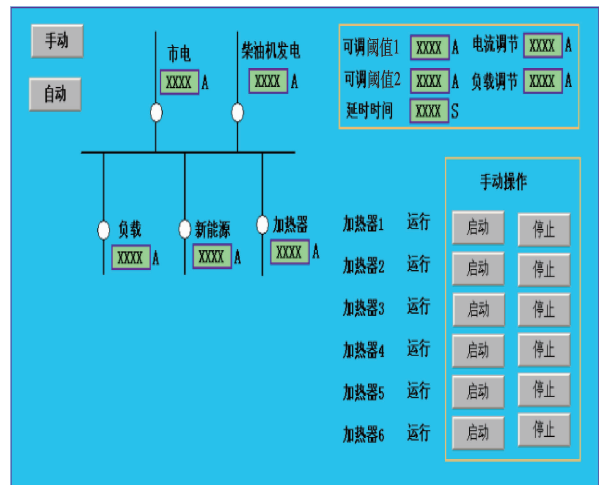 手动
自动
市电
XXXX A
柴油机发电
XXXX A
负载
XXXX A
新能源
XXXX A
加热器
XXXX A
可调阈值1 XXXX A 电流调节 XXXX A
可调阈值2 XXXX A 负载调节 XXXX A
延时时间 XXXX S
手动操作
加热器1 运行 启动 停止
加热器2 运行 启动 停止
加热器3 运行 启动 停止
加热器4 运行 启动 停止
加热器5 运行 启动 停止
加热器6 运行 启动 停止